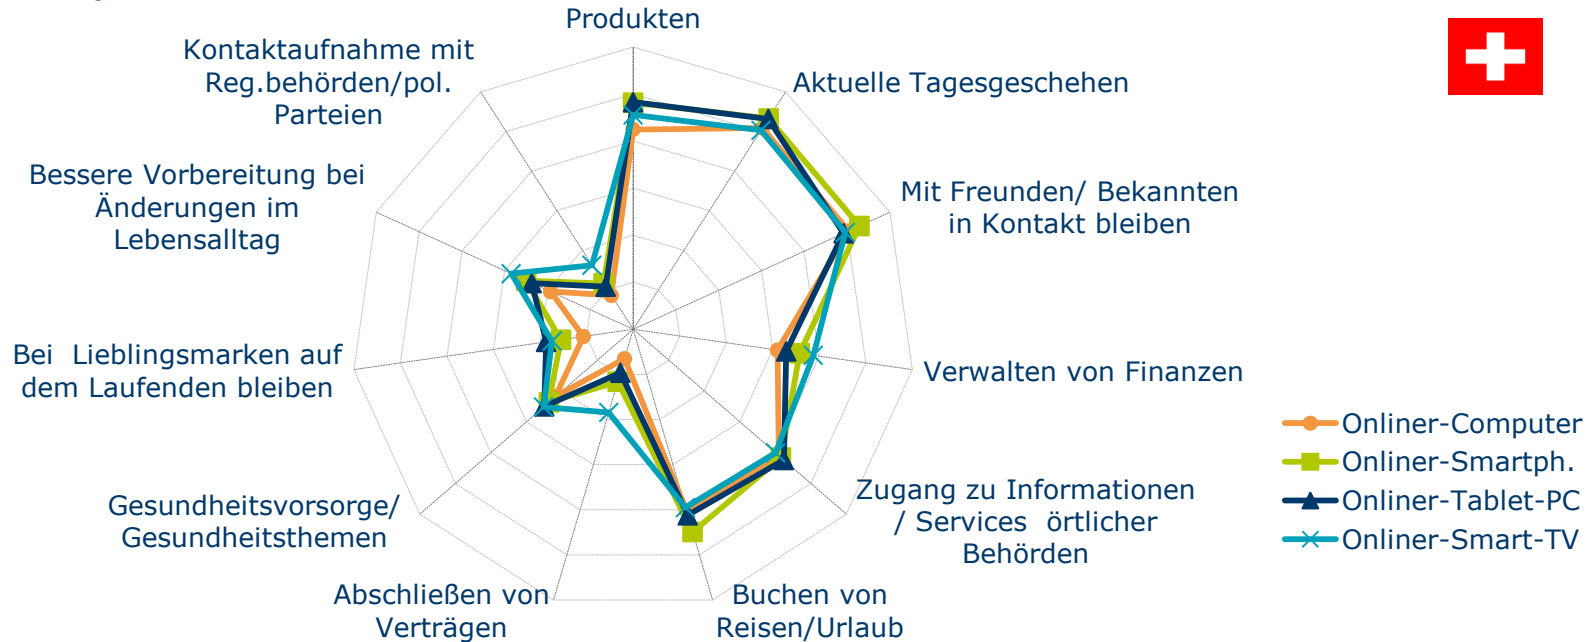 Produkten
Aktuelle Tagesgeschehen
Mit Freunden/ Bekannten
in Kontakt bleiben
Verwalten von Finanzen
Zugang zu Informationen
/ Services örtlicher
Behörden
Buchen von
Reisen/Urlaub
Abschließen von
Verträgen
Gesundheitsvorsorge/
Gesundheitsthemen
Bei Lieblingsmarken auf
dem Laufenden bleiben
Bessere Vorbereitung bei
Änderungen im
Lebensalltag
Kontaktaufnahme mit
Reg.behörden/pol.
Parteien
Onliner-Computer
Onliner-Smartph.
Onliner-Tablet-PC
Onliner-Smart-TV